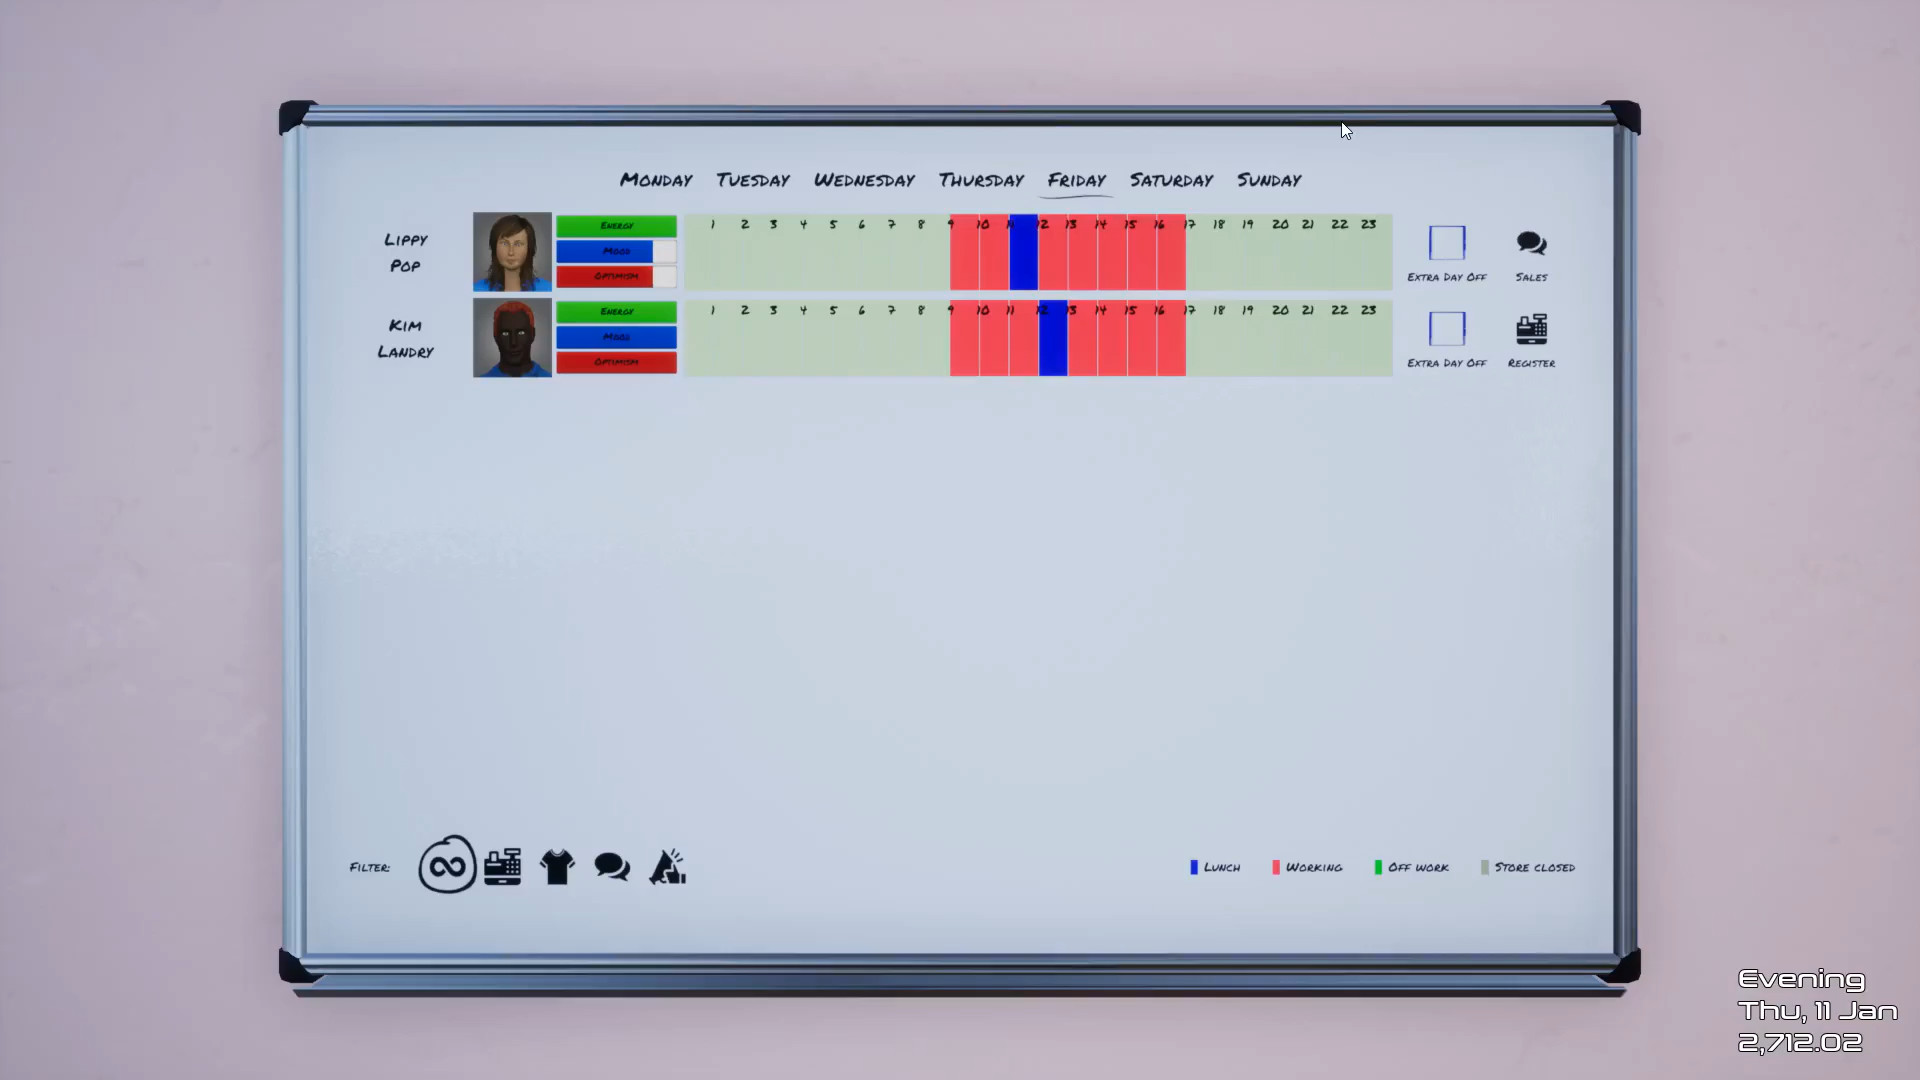 Monday Tuesday Wednesday Thursday Friday Saturday Sunday
Lippy Pop
Energy
Mood
Optimism
1 2 3 4 5 6 7 8 9 10 11 12 13 14 15 16 17 18 19 20 21 22 23
Extra Day Off
Sales
Kim Landry
Energy
Mood
Optimism
1 2 3 4 5 6 7 8 9 10 11 12 13 14 15 16 17 18 19 20 21 22 23
Extra Day Off
Register
Filter:
Lunch Working Off work Store closed
Evening
Thu, 11 Jan
2,712.02